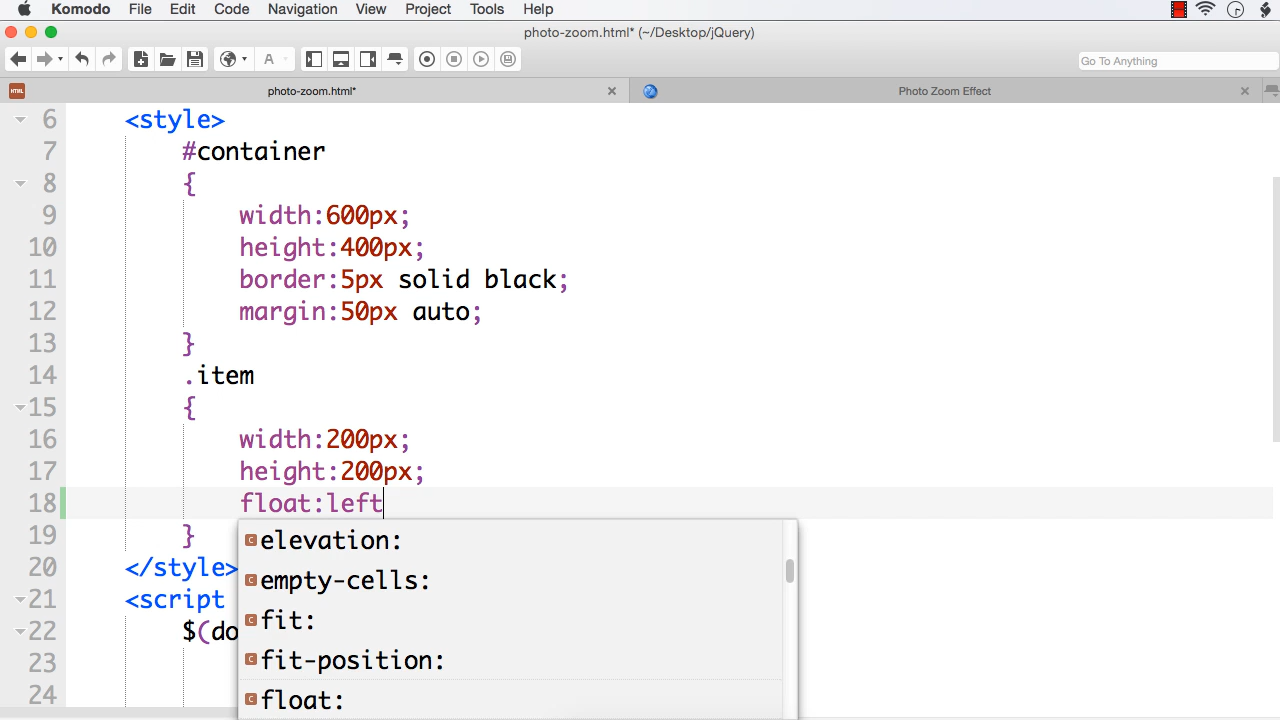 Komodo File Edit Code Navigation View Project Tools Help
photo-zoom.html* (~/Desktop/jQuery)
A
Go To Anything
HTML photo-zoom.html* Photo Zoom Effect
6 <style>
7 #container
8 {
9 width:600px;
10 height:400px;
11 border:5px solid black;
12 margin:50px auto;
13 }
14 .item
15 {
16 width:200px;
17 height:200px;
18 float:left
19 }
20 </style>
21 <script
22 $(do
23
24
c elevation:
c empty-cells:
c fit:
c fit-position:
c float: